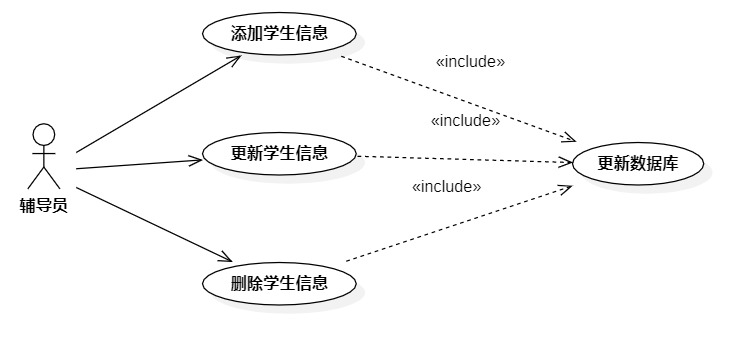 添加学生信息
«include»
«include»
更新学生信息
更新数据库
«include»
辅导员
删除学生信息